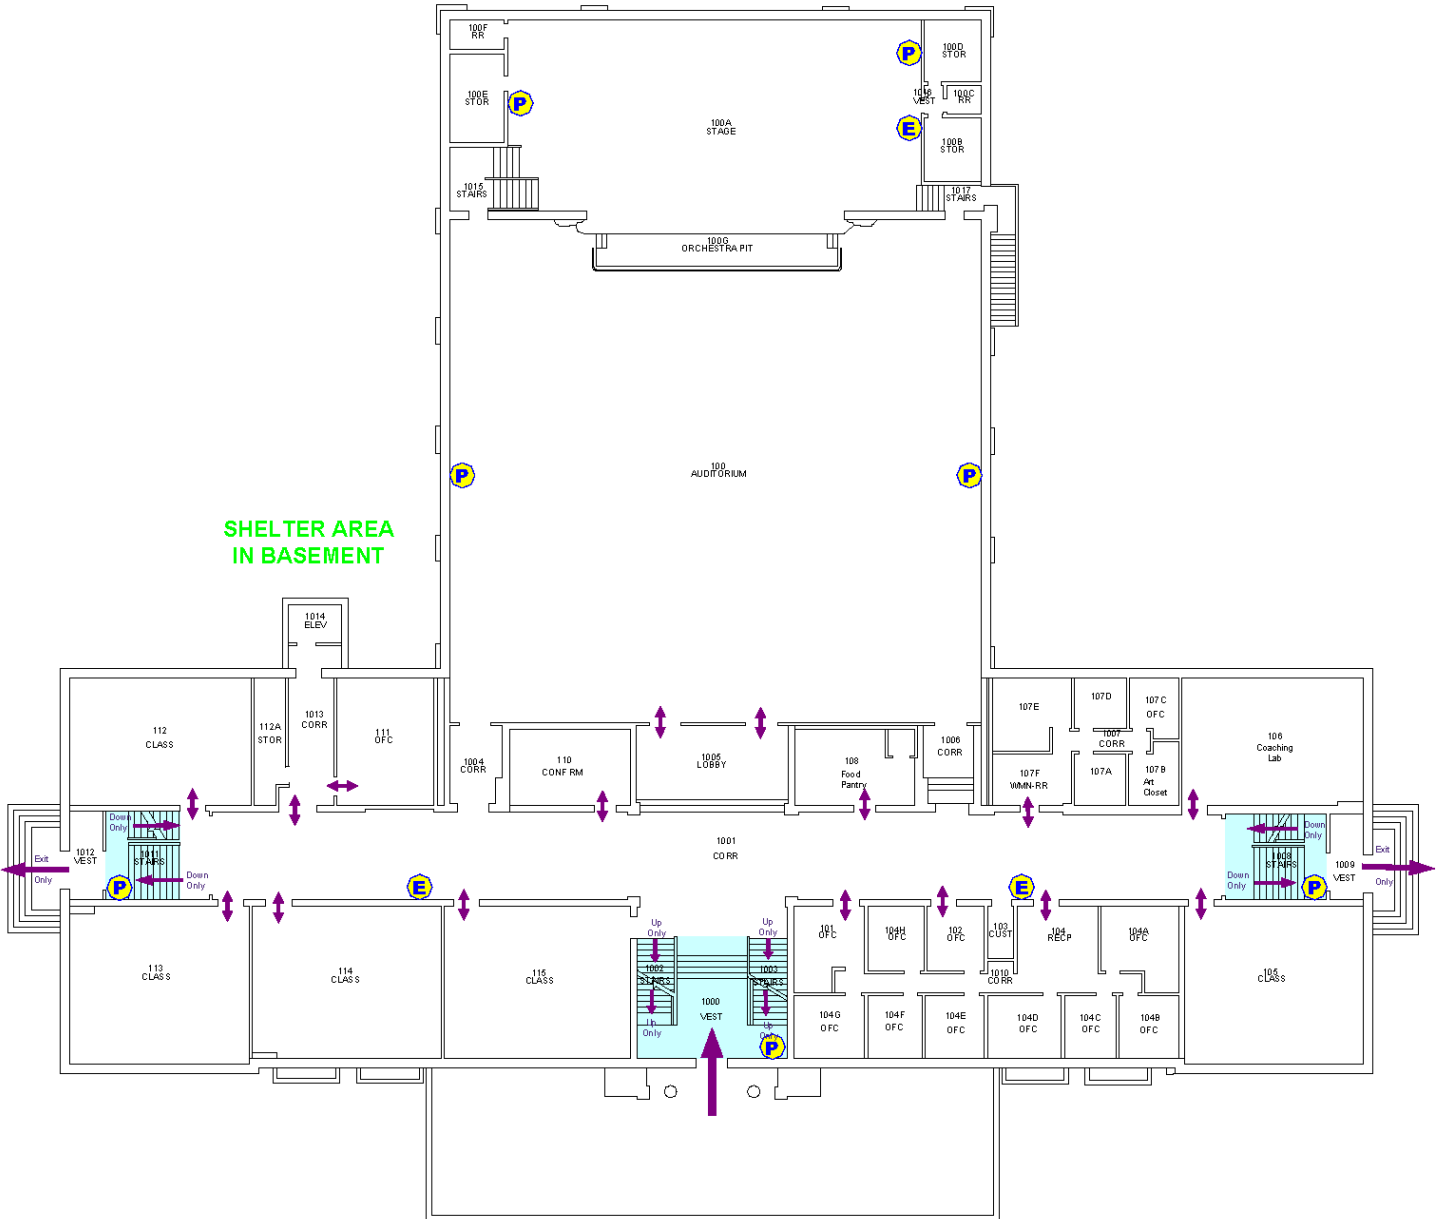 100F
RR
P
100D
STOR
100E
STOR
P
1016
VEST
100C
RR
100A
STAGE
E
100B
STOR
1015
STAIRS
1017
STAIRS
100G
ORCHESTRA PIT
100
AUDITORIUM
P
P
SHELTER AREA
IN BASEMENT
1014
ELEV
112
CLASS
112A
STOR
1013
CORR
111
OFC
1004
CORR
110
CONF RM
1005
LOBBY
108
Food
Pantry
1006
CORR
107E
107D
107C
OFC
1007
CORR
107F
WMN-RR
107A
107B
Art
Closet
106
Coaching
Lab
Down
Only
1012
VEST
1011
STAIRS
Exit
Only
Down
Only
P
E
1001
CORR
E
Down
Only
1008
STAIRS
Down
Only
P
1009
VEST
Exit
Only
113
CLASS
114
CLASS
115
CLASS
Up
Only
1002
STAIRS
Up
Only
1000
VEST
Up
Only
1003
STAIRS
Up
Only
P
101
OFC
104H
OFC
102
OFC
103
CUST
104
RECP
104A
OFC
1010
CORR
105
CLASS
104G
OFC
104F
OFC
104E
OFC
104D
OFC
104C
OFC
104B
OFC